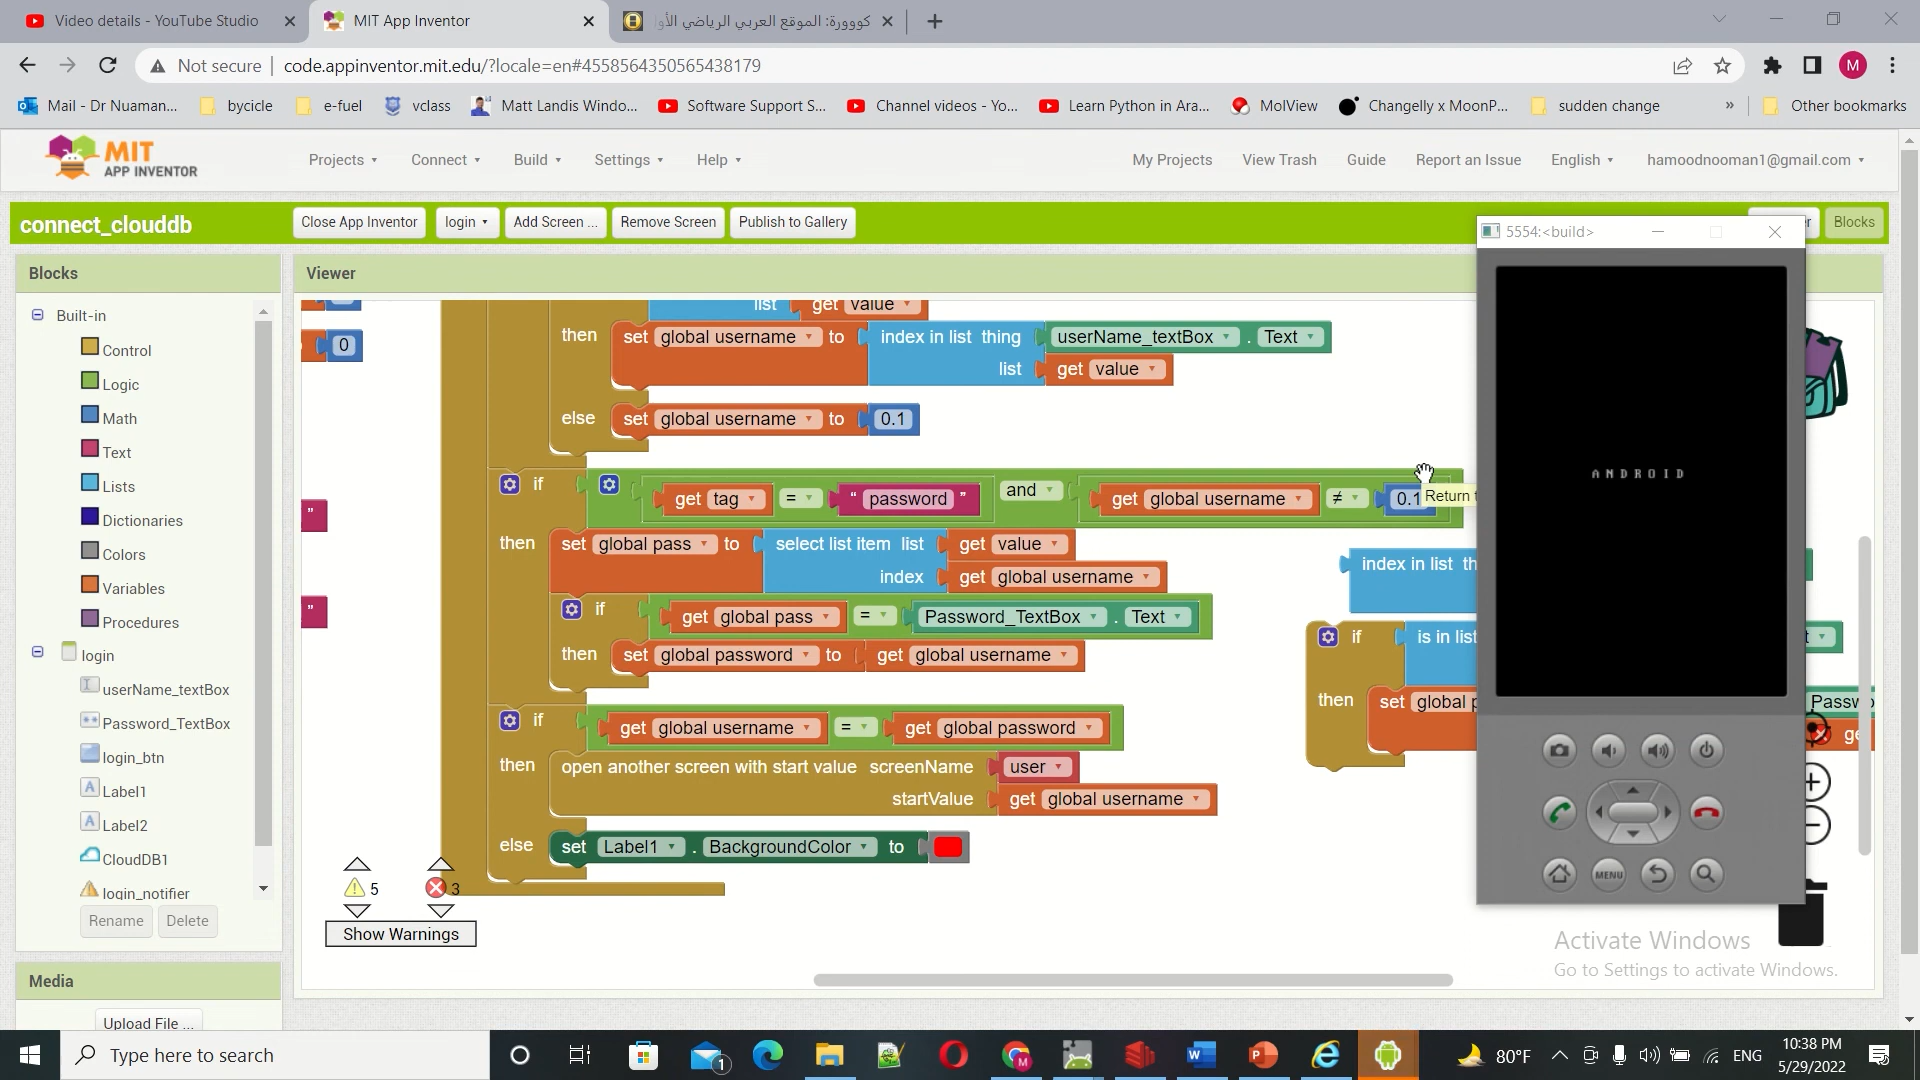 Video details - YouTube Studio
MIT App Inventor
كووورة: الموقع العربي الرياضي الأو
Not secure
code.appinventor.mit.edu/?locale=en#4558564350565438179
M
Mail - Dr Nuaman...
bycicle
e-fuel
vclass
Matt Landis Windo...
Software Support S...
Channel videos - Yo...
Learn Python in Ara...
MolView
Changelly x MoonP...
sudden change
»
Other bookmarks
MIT
APP INVENTOR
Projects
Connect
Build
Settings
Help
My Projects
View Trash
Guide
Report an Issue
English
hamoodnooman1@gmail.com
connect_clouddb
Close App Inventor
login
Add Screen ...
Remove Screen
Publish to Gallery
Blocks
Blocks
Built-in
Control
Logic
Math
Text
Lists
Dictionaries
Colors
Variables
Procedures
login
userName_textBox
Password_TextBox
login_btn
Label1
Label2
CloudDB1
login_notifier
Rename
Delete
Media
Upload File ...
Viewer
0
list get value
then set global username to index in list thing userName_textBox . Text
list get value
else set global username to 0.1
if get tag = " password " and get global username ≠ 0.1
Return t
then set global pass to select list item list get value
index get global username
if get global pass = Password_TextBox . Text
then set global password to get global username
if get global username = get global password
then open another screen with start value screenName user
startValue get global username
else set Label1 . BackgroundColor to
"
"
index in list th
if is in list
then set global p
Passwo
ge
5
3
Show Warnings
5554:<build>
ANDROID
MENU
Activate Windows
Go to Settings to activate Windows.
Type here to search
1
80°F
ENG
10:38 PM
5/29/2022